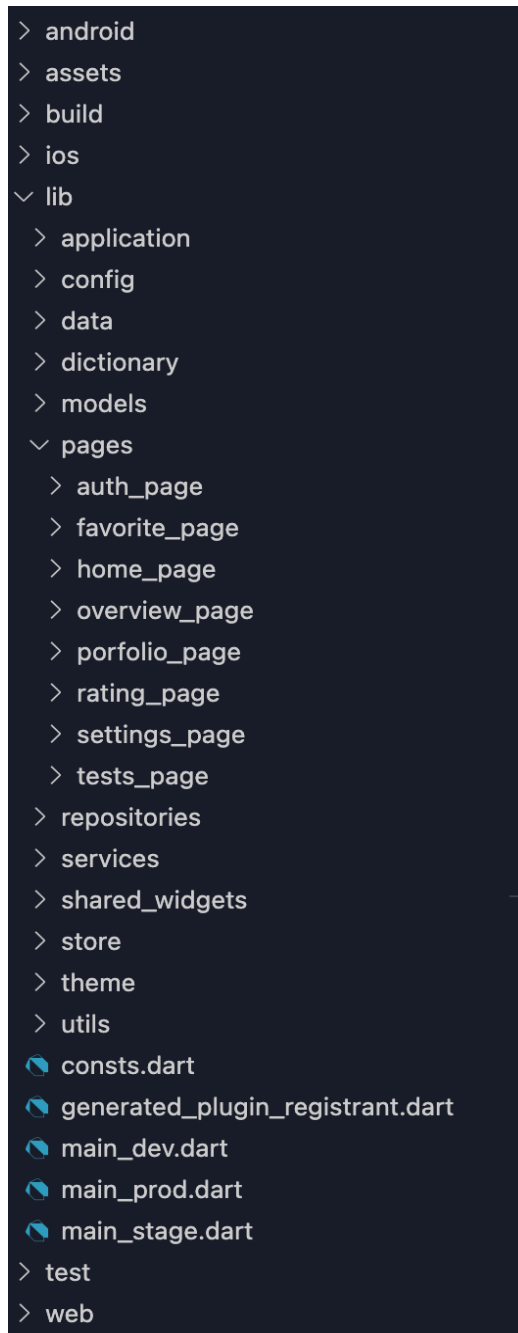 android
assets
build
ios
lib
application
config
data
dictionary
models
pages
auth_page
favorite_page
home_page
overview_page
porfolio_page
rating_page
settings_page
tests_page
repositories
services
shared_widgets
store
theme
utils
consts.dart
generated_plugin_registrant.dart
main_dev.dart
main_prod.dart
main_stage.dart
test
web